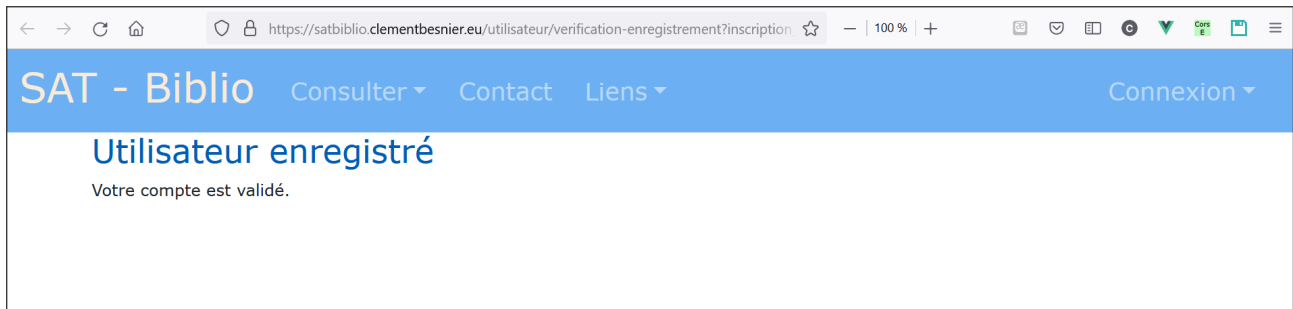 https://satbiblio.clementbesnier.eu/utilisateur/verification-enregistrement?inscription_ 100 %
SAT - Biblio Consulter Contact Liens Connexion
Utilisateur enregistré
Votre compte est validé.